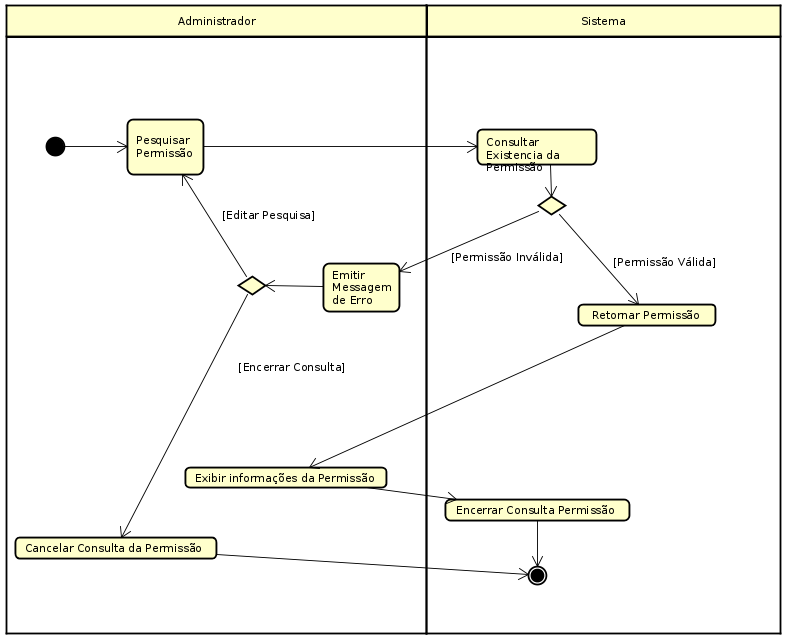 Administrador
Sistema
Pesquisar
Permissão
Consultar
Existencia da
Permissão
[Editar Pesquisa]
[Permissão Inválida]
[Permissão Válida]
Emitir
Messagem
de Erro
Retornar Permissão
[Encerrar Consulta]
Exibir informações da Permissão
Encerrar Consulta Permissão
Cancelar Consulta da Permissão